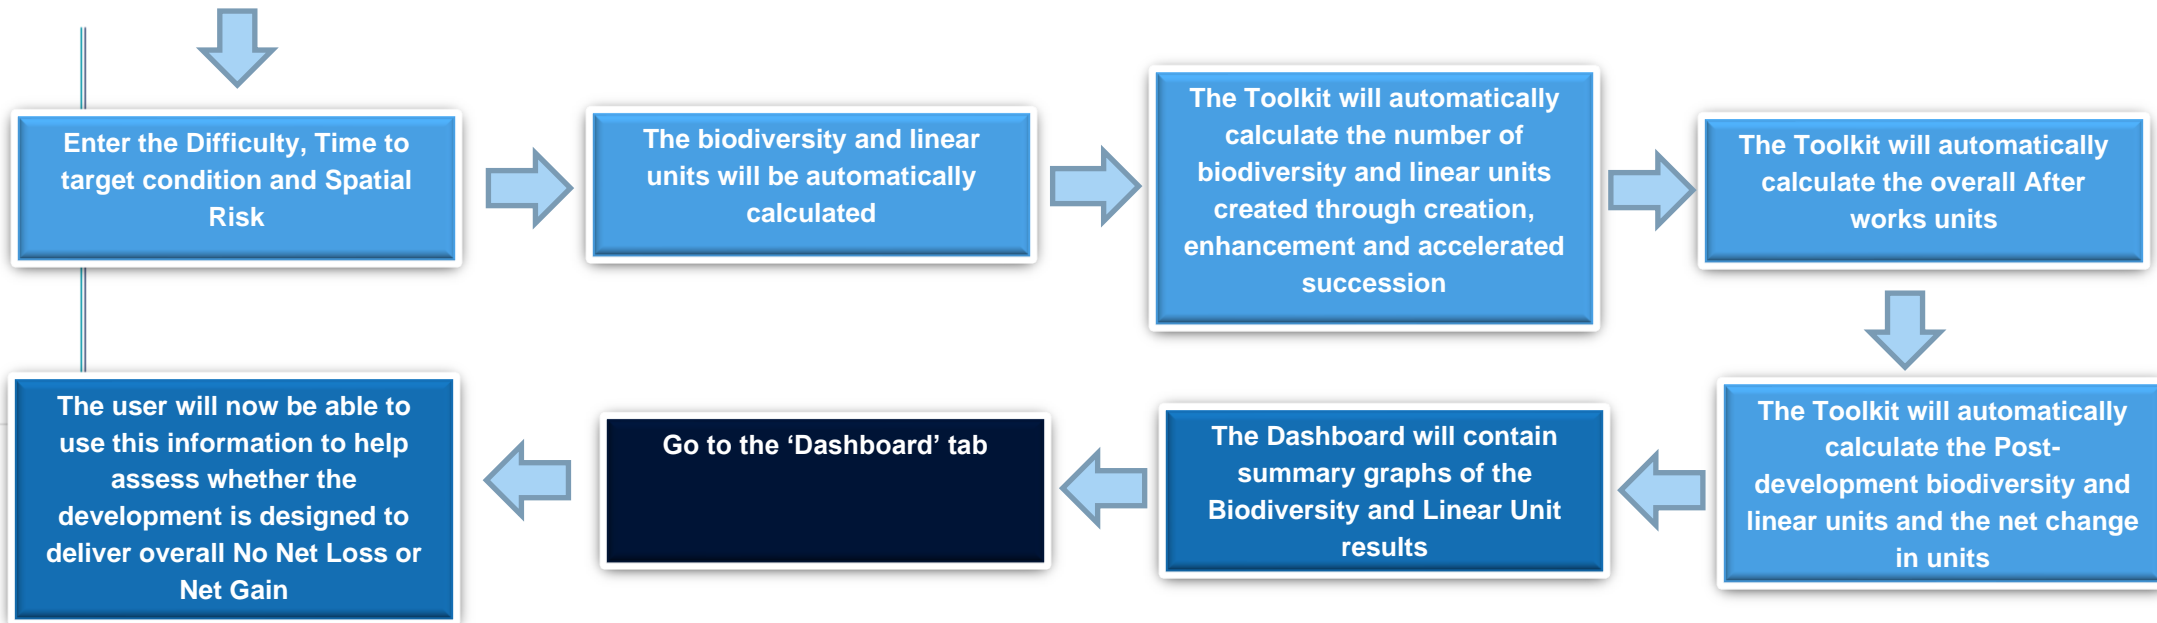 Enter the Difficulty, Time to
target condition and Spatial
Risk
The biodiversity and linear
units will be automatically
calculated
The Toolkit will automatically
calculate the number of
biodiversity and linear units
created through creation,
enhancement and accelerated
succession
The Toolkit will automatically
calculate the overall After
works units
The Toolkit will automatically
calculate the Post-
development biodiversity and
linear units and the net change
in units
The Dashboard will contain
summary graphs of the
Biodiversity and Linear Unit
results
Go to the ‘Dashboard’ tab
The user will now be able to
use this information to help
assess whether the
development is designed to
deliver overall No Net Loss or
Net Gain